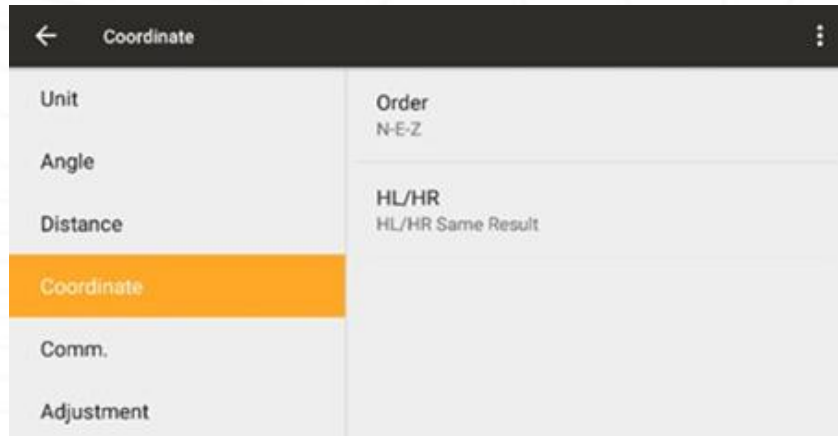 Coordinate
Unit
Angle
Distance
Coordinate
Comm.
Adjustment
Order
N-E-Z
HL/HR
HL/HR Same Result